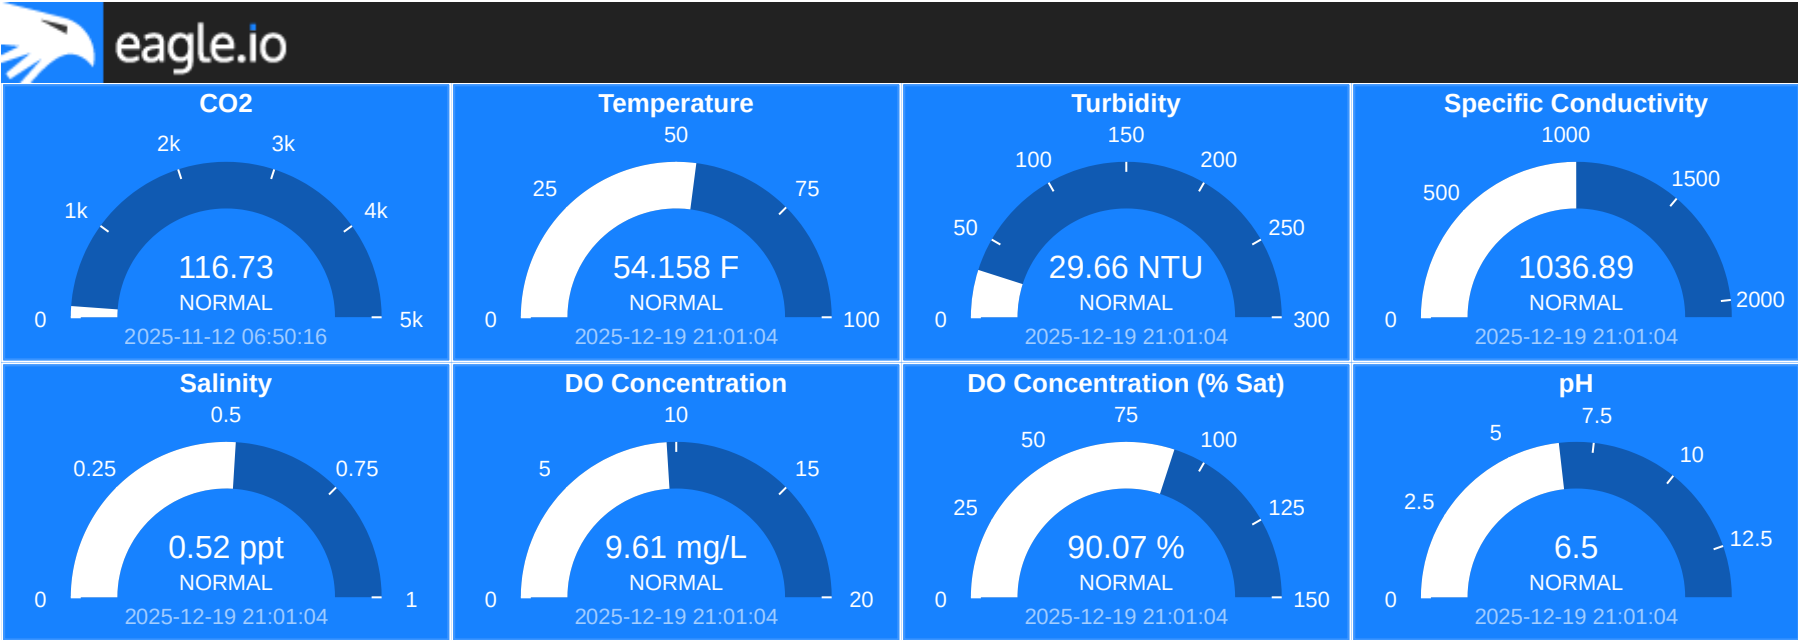 eagle.io
CO2
2k
3k
1k
4k
0
5k
116.73
NORMAL
2025-11-12 06:50:16
Temperature
50
25
75
0
100
54.158 F
NORMAL
2025-12-19 21:01:04
Turbidity
150
100
200
50
250
0
300
29.66 NTU
NORMAL
2025-12-19 21:01:04
Specific Conductivity
1000
500
1500
0
2000
1036.89
NORMAL
2025-12-19 21:01:04
Salinity
0.5
0.25
0.75
0
1
0.52 ppt
NORMAL
2025-12-19 21:01:04
DO Concentration
10
5
15
0
20
9.61 mg/L
NORMAL
2025-12-19 21:01:04
DO Concentration (% Sat)
75
50
100
25
125
0
150
90.07 %
NORMAL
2025-12-19 21:01:04
pH
7.5
5
10
2.5
12.5
0
6.5
NORMAL
2025-12-19 21:01:04